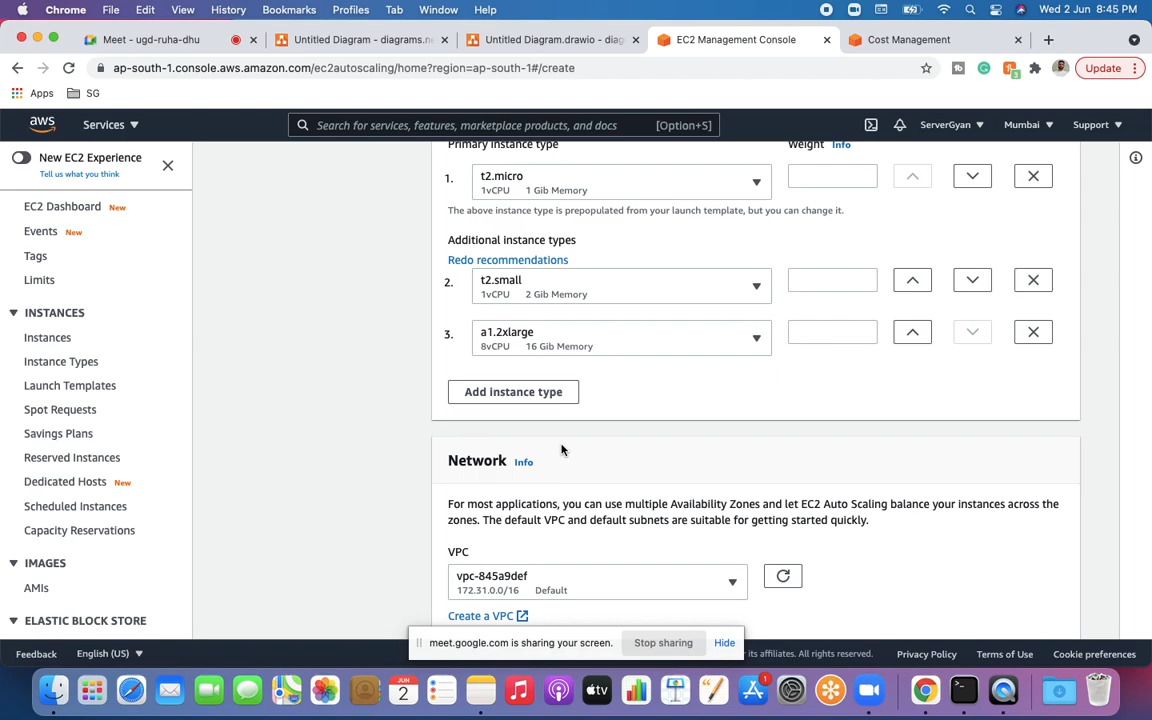 Chrome File Edit View History Bookmarks Profiles Tab Window Help Wed 2 Jun 8:45 PM
Meet - ugd-ruha-dhu Untitled Diagram - diagrams.ne Untitled Diagram.drawio - diag EC2 Management Console Cost Management
ap-south-1.console.aws.amazon.com/ec2autoscaling/home?region=ap-south-1#/create Update
Apps SG
aws Services Search for services, features, marketplace products, and docs [Option+S] ServerGyan Mumbai Support
New EC2 Experience
Tell us what you think
EC2 Dashboard New
Events New
Tags
Limits
INSTANCES
Instances
Instance Types
Launch Templates
Spot Requests
Savings Plans
Reserved Instances
Dedicated Hosts New
Scheduled Instances
Capacity Reservations
IMAGES
AMIs
ELASTIC BLOCK STORE
Primary instance type Weight Info
1. t2.micro
1vCPU 1 Gib Memory
The above instance type is prepopulated from your launch template, but you can change it.
Additional instance types
Redo recommendations
2. t2.small
1vCPU 2 Gib Memory
3. a1.2xlarge
8vCPU 16 Gib Memory
Add instance type
Network Info
For most applications, you can use multiple Availability Zones and let EC2 Auto Scaling balance your instances across the
zones. The default VPC and default subnets are suitable for getting started quickly.
VPC
vpc-845a9def
172.31.0.0/16 Default
Create a VPC
meet.google.com is sharing your screen. Stop sharing Hide
Feedback English (US) its affiliates. All rights reserved. Privacy Policy Terms of Use Cookie preferences
JUN
2
tv
1